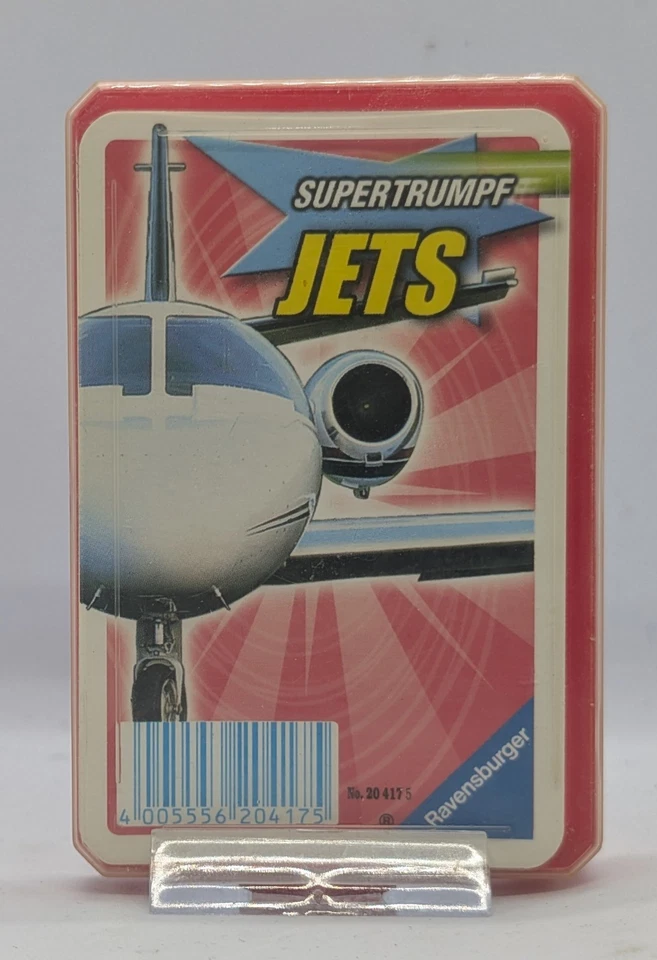 SUPERTRUMPF
JETS
No. 20 417 5
Ravensburger
4 005556 204175